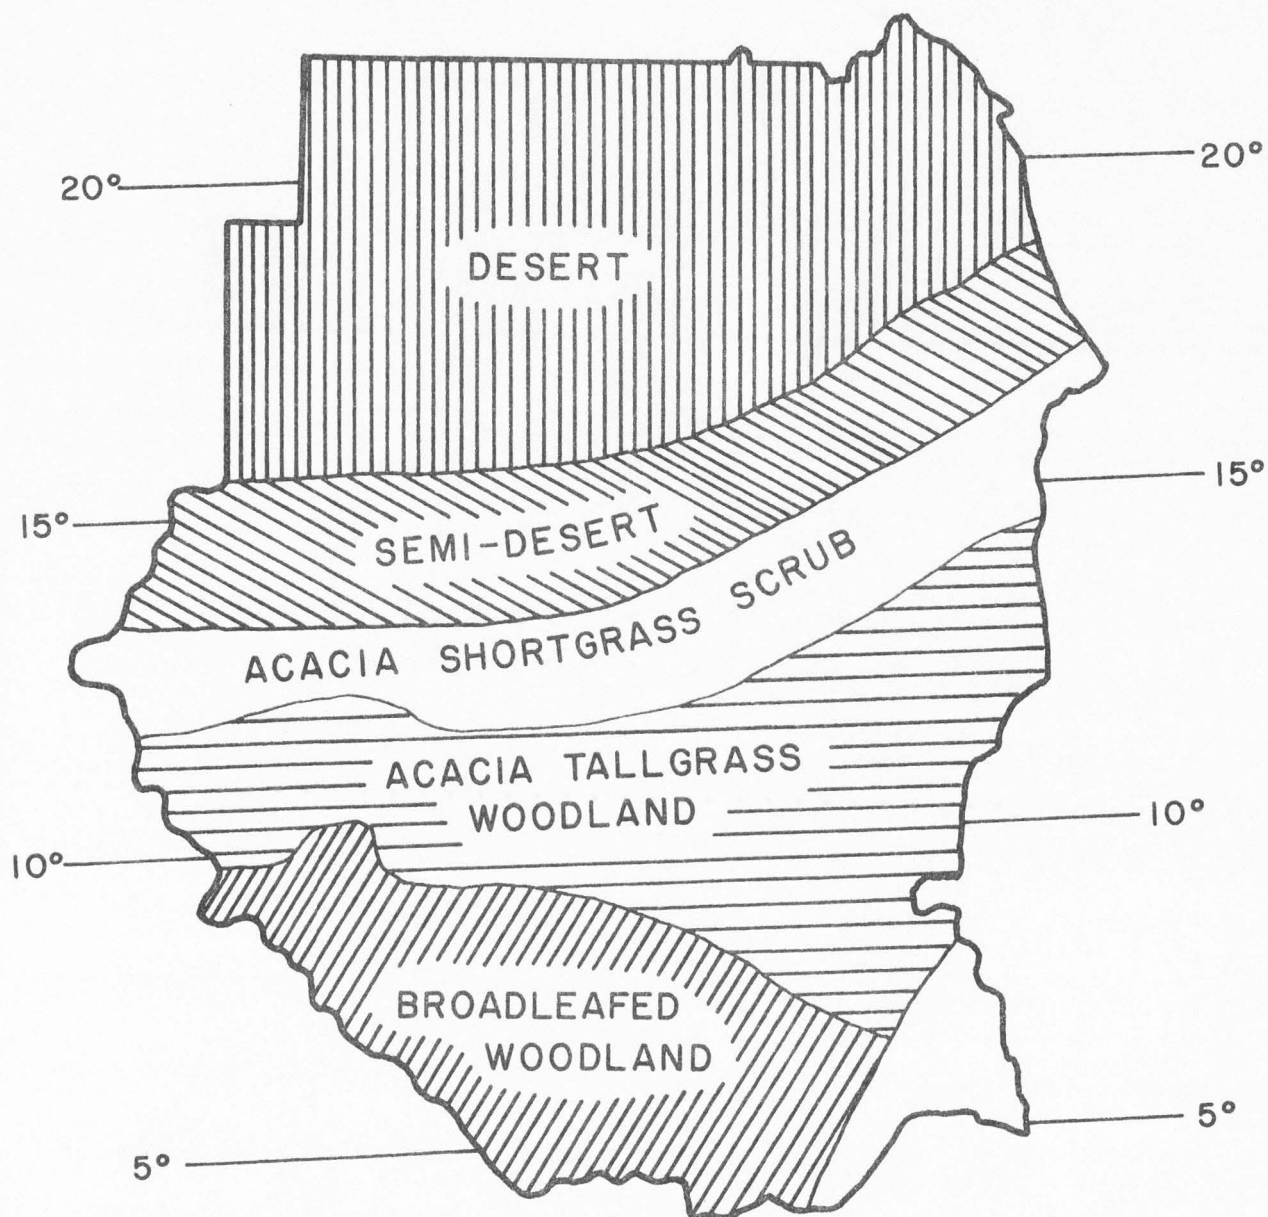 20°
20°
DESERT
15°
15°
SEMI-DESERT
ACACIA SHORTGRASS SCRUB
ACACIA TALLGRASS
WOODLAND
10°
10°
BROADLEAFED
WOODLAND
5°
5°